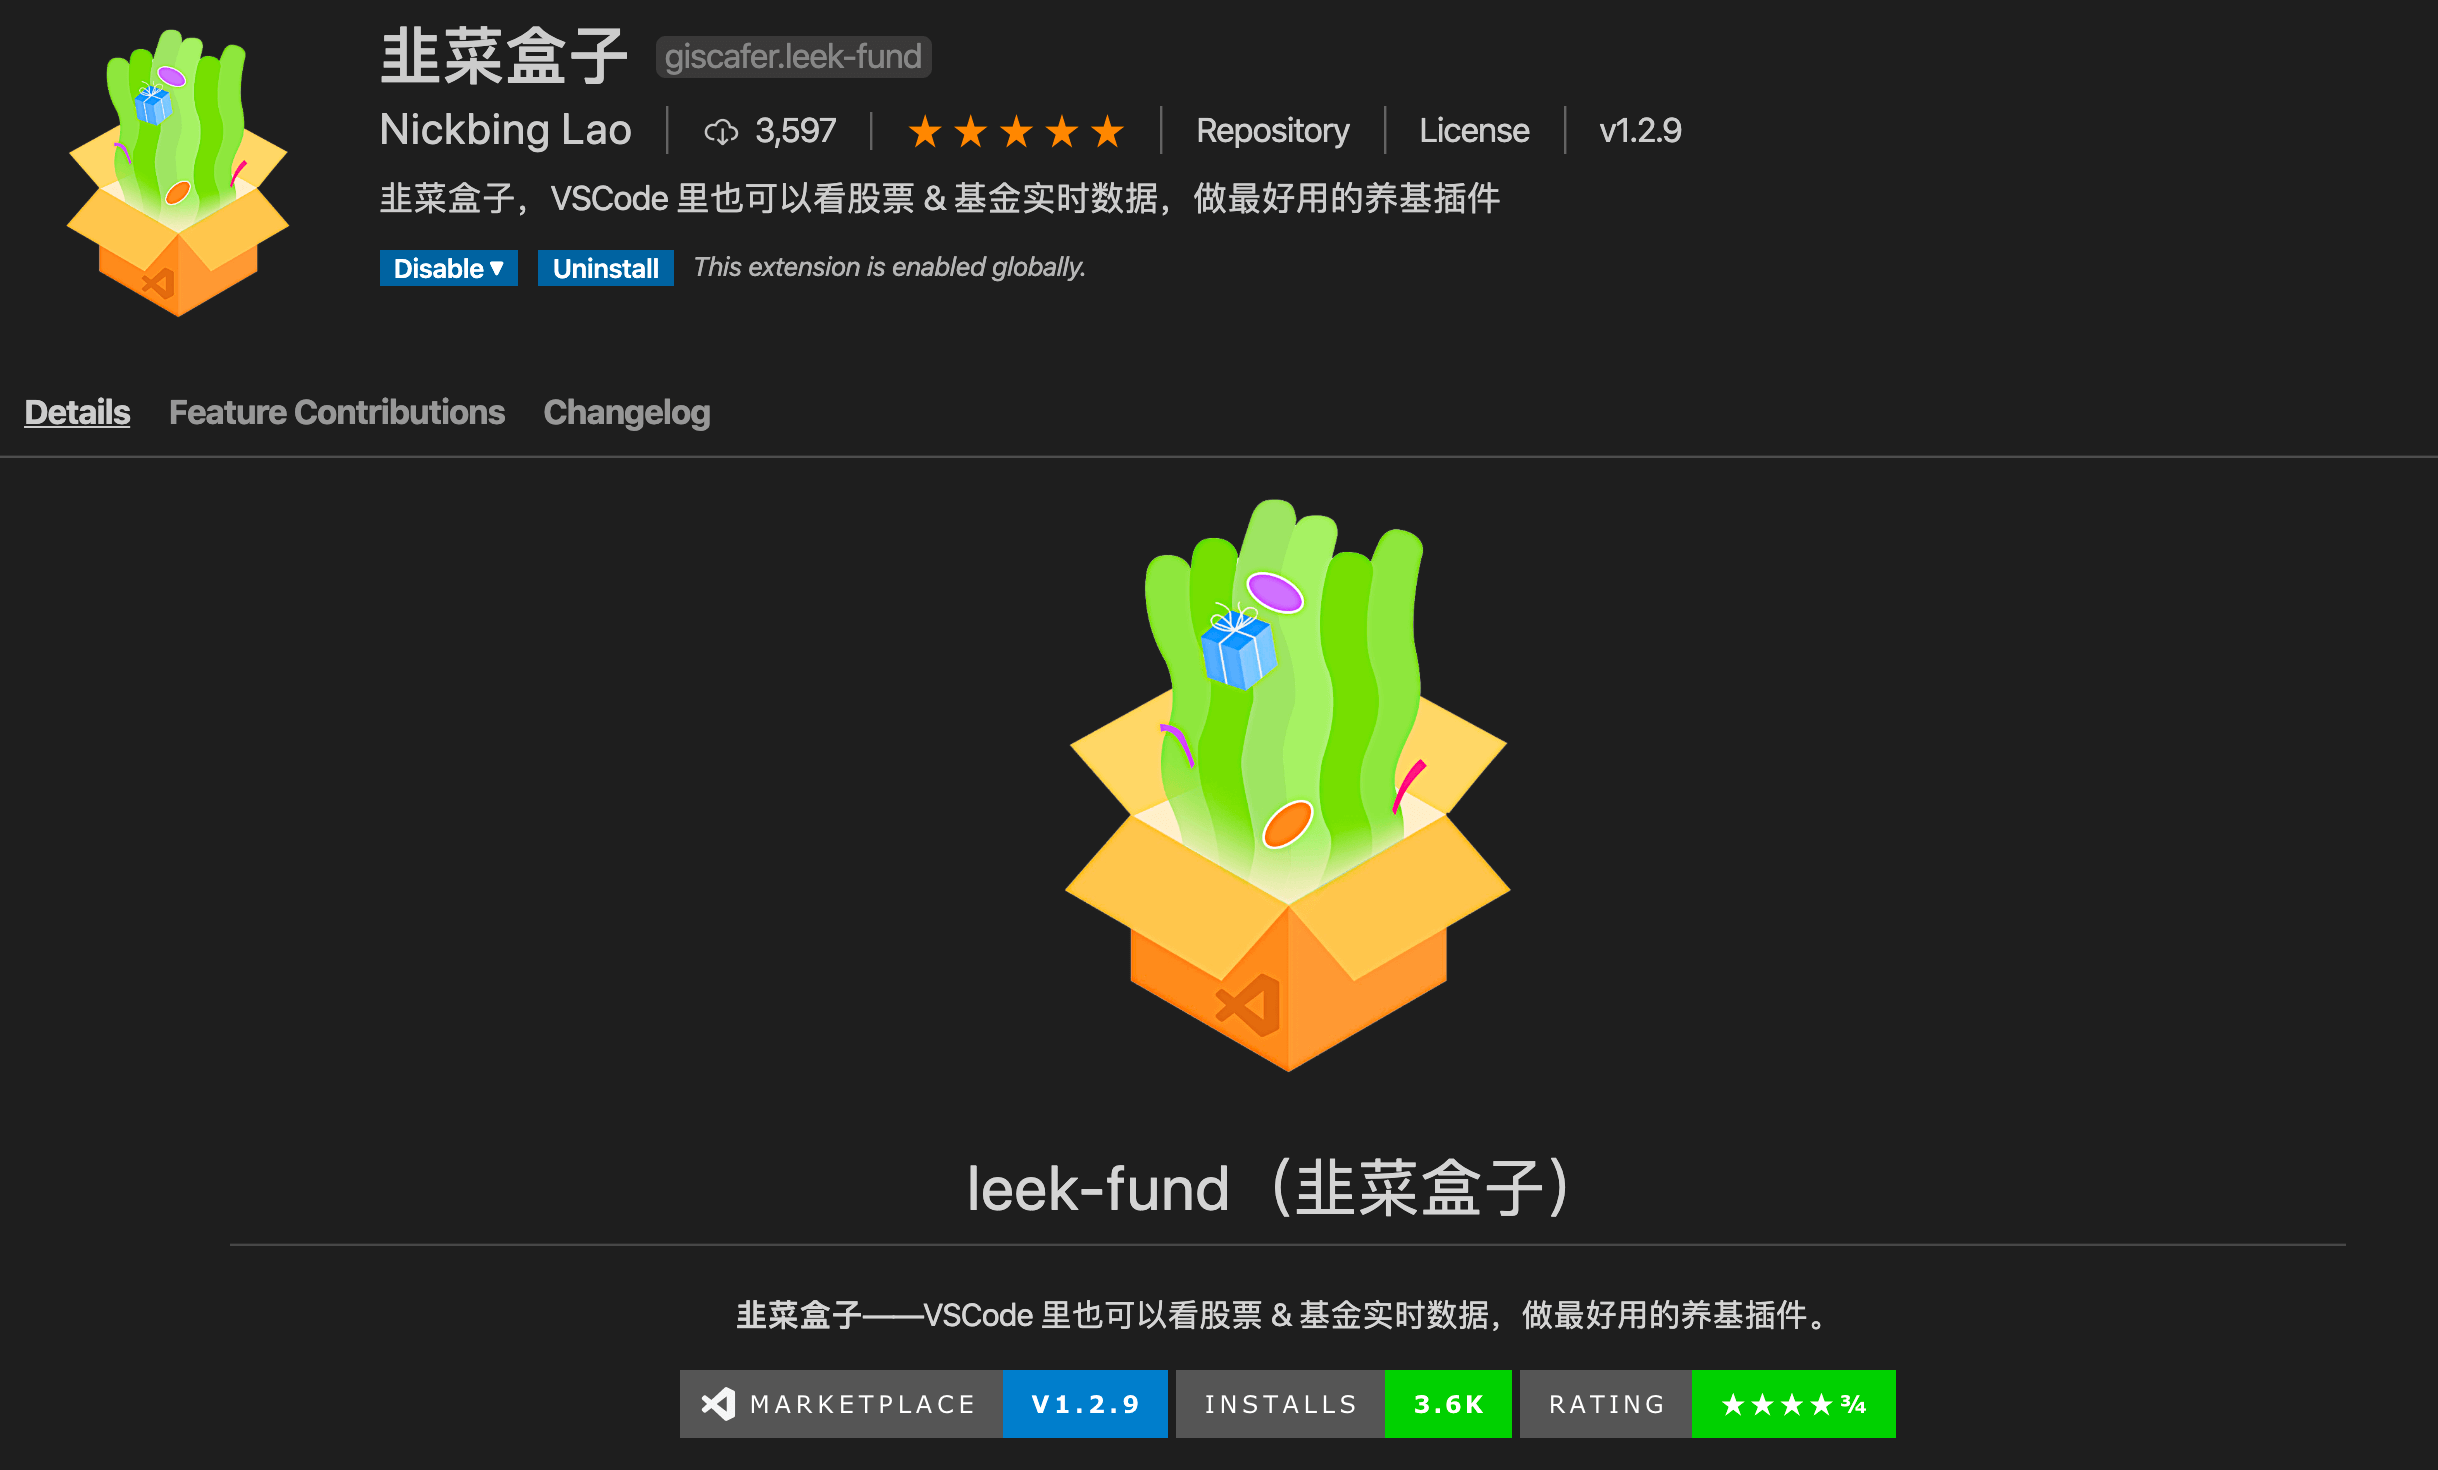 韭菜盒子 giscafer.leek-fund
Nickbing Lao 3,597 ★★★★★ Repository License v1.2.9
韭菜盒子，VSCode 里也可以看股票 & 基金实时数据，做最好用的养基插件
Disable ▾ Uninstall This extension is enabled globally.
Details Feature Contributions Changelog
leek-fund（韭菜盒子）
韭菜盒子——VSCode 里也可以看股票 & 基金实时数据，做最好用的养基插件。
MARKETPLACE V1.2.9 INSTALLS 3.6K RATING ★★★★¾